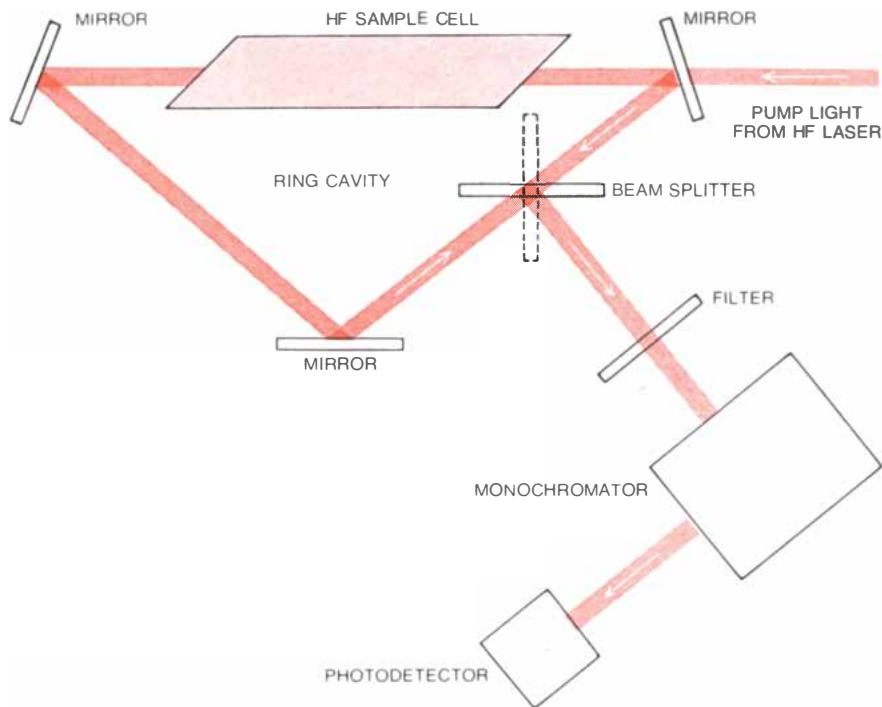 MIRROR
HF SAMPLE CELL
MIRROR
PUMP LIGHT
FROM HF LASER
RING CAVITY
BEAM SPLITTER
FILTER
MIRROR
MONOCHROMATOR
PHOTODETECTOR